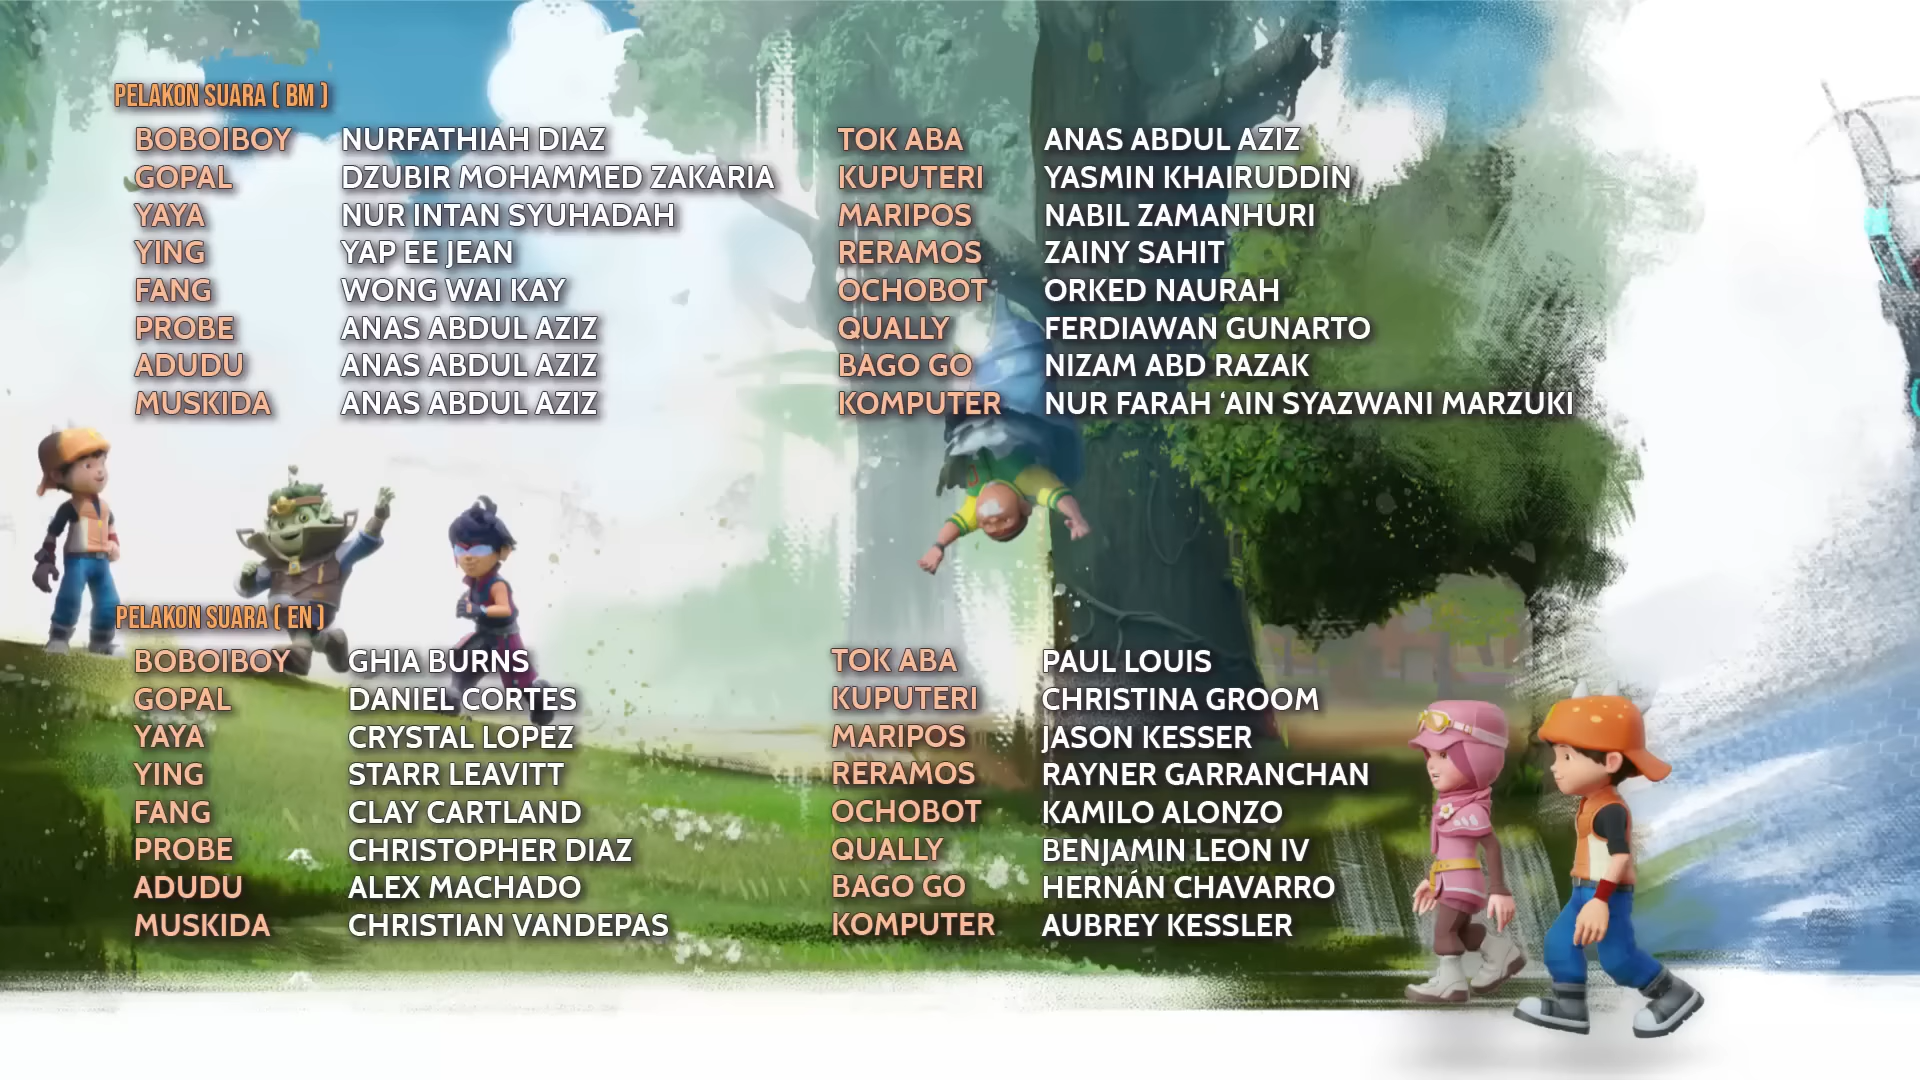 PELAKON SUARA ( BM )
BOBOIBOY NURFATHIAH DIAZ
GOPAL DZUBIR MOHAMMED ZAKARIA
YAYA NUR INTAN SYUHADAH
YING YAP EE JEAN
FANG WONG WAI KAY
PROBE ANAS ABDUL AZIZ
ADUDU ANAS ABDUL AZIZ
MUSKIDA ANAS ABDUL AZIZ
TOK ABA ANAS ABDUL AZIZ
KUPUTERI YASMIN KHAIRUDDIN
MARIPOS NABIL ZAMANHURI
RERAMOS ZAINY SAHIT
OCHOBOT ORKED NAURAH
QUALLY FERDIAWAN GUNARTO
BAGO GO NIZAM ABD RAZAK
KOMPUTER NUR FARAH ‘AIN SYAZWANI MARZUKI
PELAKON SUARA ( EN )
BOBOIBOY GHIA BURNS
GOPAL DANIEL CORTES
YAYA CRYSTAL LOPEZ
YING STARR LEAVITT
FANG CLAY CARTLAND
PROBE CHRISTOPHER DIAZ
ADUDU ALEX MACHADO
MUSKIDA CHRISTIAN VANDEPAS
TOK ABA PAUL LOUIS
KUPUTERI CHRISTINA GROOM
MARIPOS JASON KESSER
RERAMOS RAYNER GARRANCHAN
OCHOBOT KAMILO ALONZO
QUALLY BENJAMIN LEON IV
BAGO GO HERNÁN CHAVARRO
KOMPUTER AUBREY KESSLER